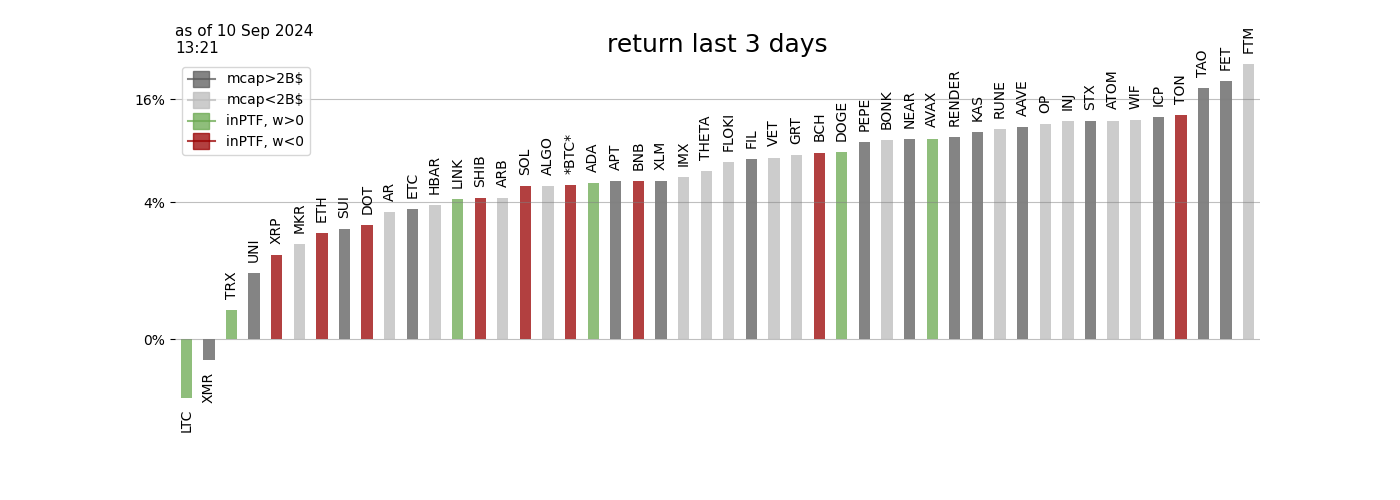 as of 10 Sep 2024
13:21
return last 3 days
mcap>2B$
mcap<2B$
inPTF, w>0
inPTF, w<0
16%
4%
0%
LTC
XMR
TRX
UNI
XRP
MKR
ETH
SUI
DOT
AR
ETC
HBAR
LINK
SHIB
ARB
SOL
ALGO
*BTC*
ADA
APT
BNB
XLM
IMX
THETA
FLOKI
FIL
VET
GRT
BCH
DOGE
PEPE
BONK
NEAR
AVAX
RENDER
KAS
RUNE
AAVE
OP
INJ
STX
ATOM
WIF
ICP
TON
TAO
FET
FTM